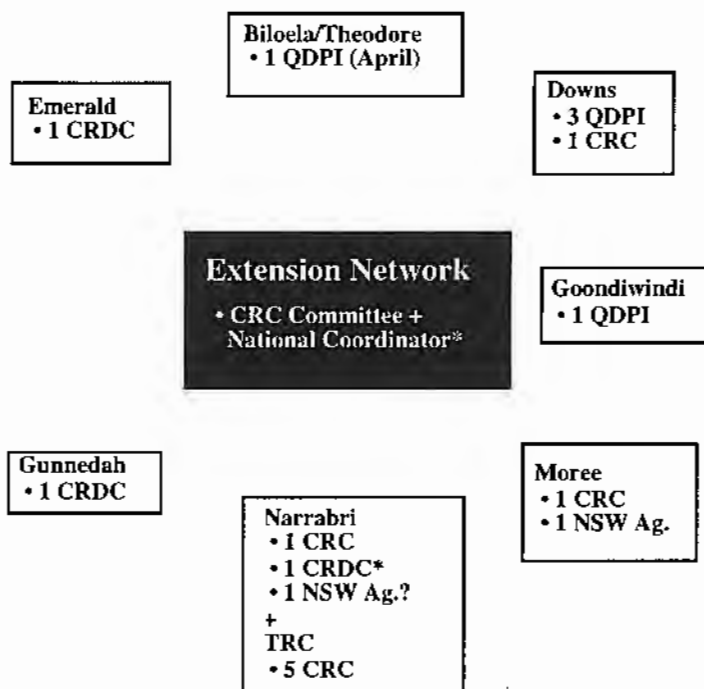 Biloela/Theodore
• 1 QDPI (April)
Emerald
• 1 CRDC
Downs
• 3 QDPI
• 1 CRC
Extension Network
• CRC Committee +
National Coordinator*
Goondiwindi
• 1 QDPI
Gunnedah
• 1 CRDC
Narrabri
• 1 CRC
• 1 CRDC*
• 1 NSW Ag.?
+
TRC
• 5 CRC
Moree
• 1 CRC
• 1 NSW Ag.